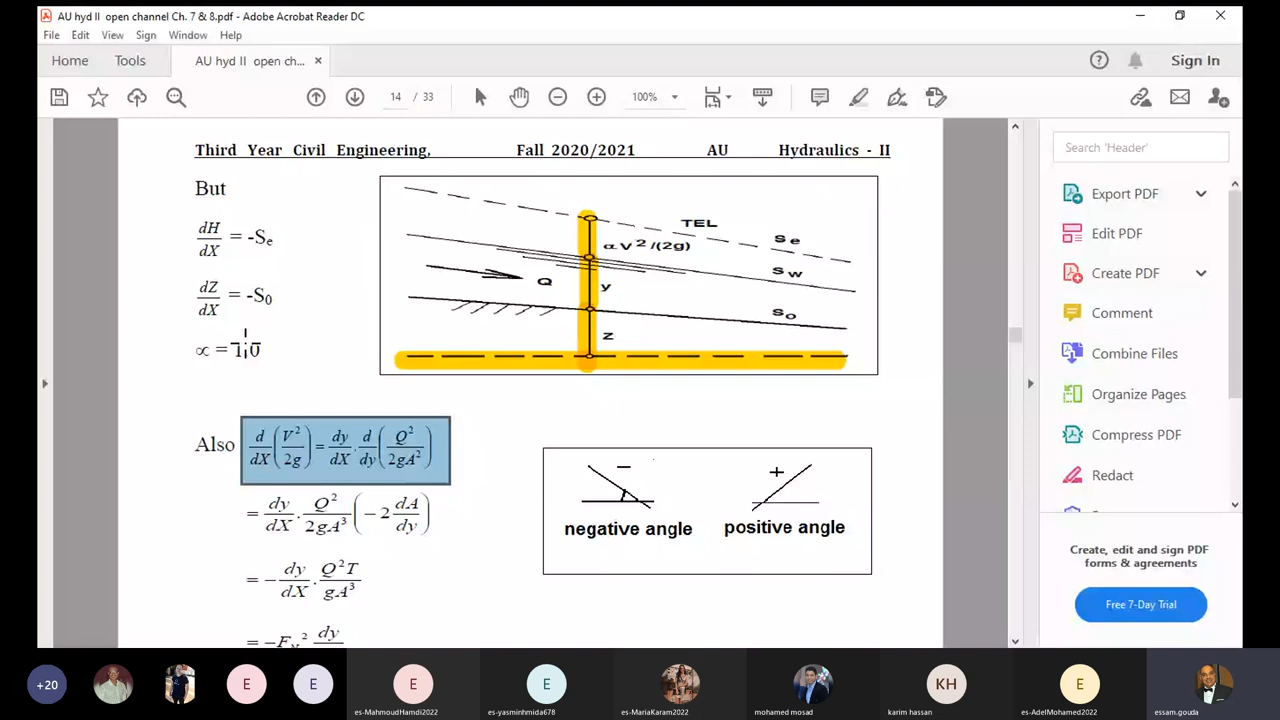 AU hyd II open channel Ch. 7 & 8.pdf - Adobe Acrobat Reader DC
File Edit View Sign Window Help
Home Tools AU hyd II open ch... × Sign In
14 / 33 100%
Third Year Civil Engineering, Fall 2020/2021 AU Hydraulics - II
But
dH/dX = -Se
dZ/dX = -S0
∝ = 1.0
TEL
Se
αV²/(2g)
Sw
Q
y
So
z
Also d/dX (V²/2g) = dy/dX . d/dy (Q²/2gA²)
= dy/dX . Q²/2gA³ (-2 dA/dy)
= - dy/dX . Q²T/gA³
= -F_N² dy
− +
negative angle positive angle
Search 'Header'
Export PDF
Edit PDF
Create PDF
Comment
Combine Files
Organize Pages
Compress PDF
Redact
Create, edit and sign PDF
forms & agreements
Free 7-Day Trial
+20 E E E E KH E
es-MahmoudHamdi2022 es-yasminhmida678 es-MariaKaram2022 mohamed mosad karim hassan es-AdelMohamed2022 essam.gouda